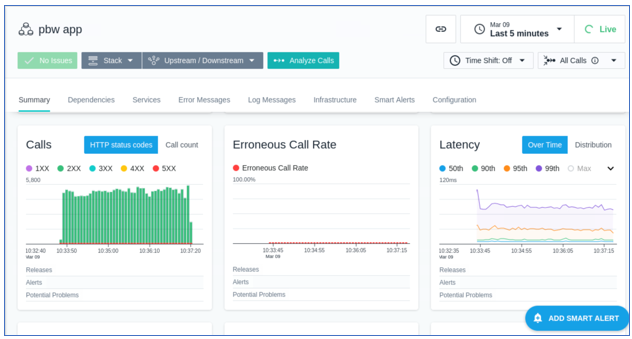 pbw app
Mar 09
Last 5 minutes
Live
No Issues
Stack
Upstream / Downstream
Analyze Calls
Time Shift: Off
All Calls
Summary
Dependencies
Services
Error Messages
Log Messages
Infrastructure
Smart Alerts
Configuration
Calls
HTTP status codes
Call count
1XX
2XX
3XX
4XX
5XX
5,800
10:32:40
10:33:50
10:35:00
10:36:10
10:37:20
Mar 09
Releases
Alerts
Potential Problems
Erroneous Call Rate
Erroneous Call Rate
100.00%
10:33:45
10:34:55
10:36:05
10:37:15
Mar 09
Releases
Alerts
Potential Problems
Latency
Over Time
Distribution
50th
90th
95th
99th
Max
120ms
10:32:35
10:33:45
10:34:55
10:36:05
10:37:15
Mar 09
Releases
Alerts
Potential Problems
ADD SMART ALERT